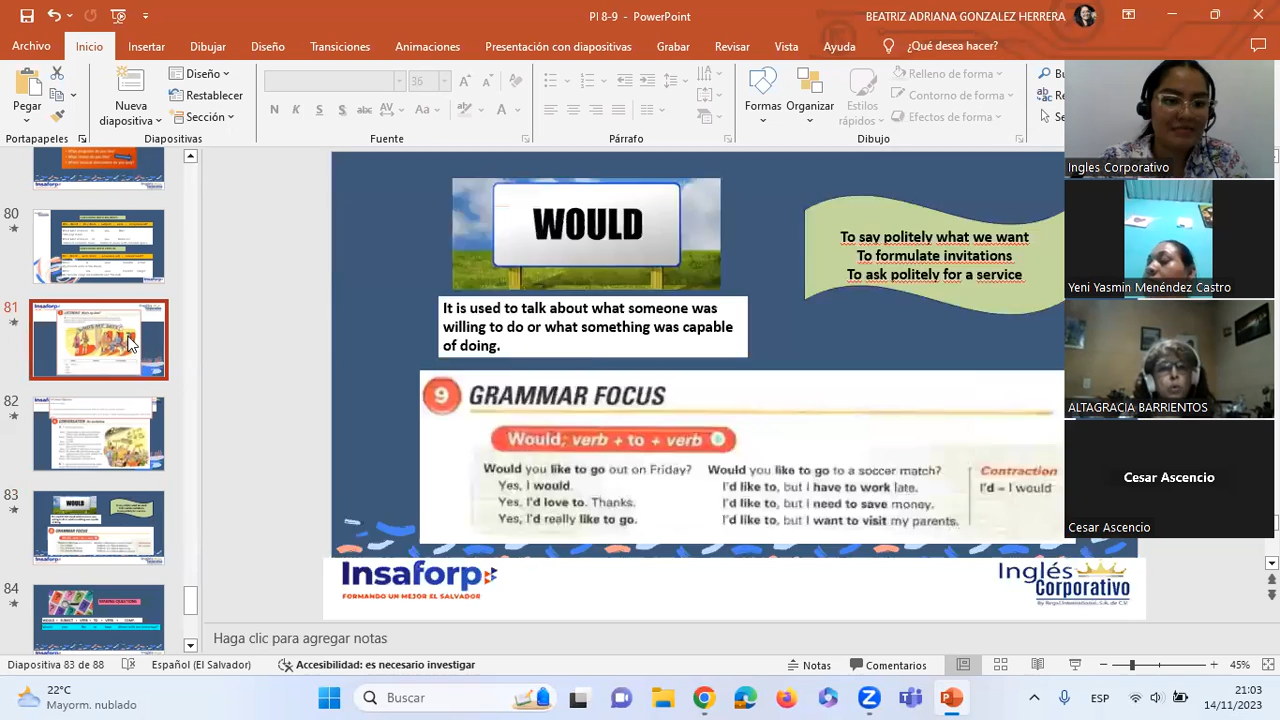 PI 8-9 - PowerPoint
BEATRIZ ADRIANA GONZALEZ HERRERA
Archivo Inicio Insertar Dibujar Diseño Transiciones Animaciones Presentación con diapositivas Grabar Revisar Vista Ayuda ¿Qué desea hacer?
Pegar
Portapapeles
Nueva diapositiva
Diseño
Restablecer
Sección
Diapositivas
36
N K S S abc AV Aa A
Fuente
Párrafo
Formas
Organizar
Estilos rápidos
Relleno de forma
Contorno de forma
Efectos de forma
Dibujo
Ingles Corporativo
Yeni Yasmin Menéndez Castro
ALTAGRACIA BARRIENTOS
Cesar Ascencio
Cesar Ascencio
80
81
82
83
84
WOULD
To say politely what we want
To formulate invitations
To ask politely for a service
It is used to talk about what someone was
willing to do or what something was capable
of doing.
9 GRAMMAR FOCUS
Would; verb + to + verb
Would you like to go out on Friday?
Yes, I would.
Yes, I'd love to. Thanks.
Yes, I'd really like to go.
Would you like to go to a soccer match?
I'd like to, but I have to work late.
I'd like to, but I need to save money.
I'd like to, but I want to visit my parents.
Contraction
I'd = I would
Insaforp
FORMANDO UN MEJOR EL SALVADOR
Inglés
Corporativo
Haga clic para agregar notas
Diapositiva 83 de 88
Español (El Salvador)
Accesibilidad: es necesario investigar
Notas
Comentarios
45%
22°C
Mayorm. nublado
Buscar
ESP
21:03
14/11/2023